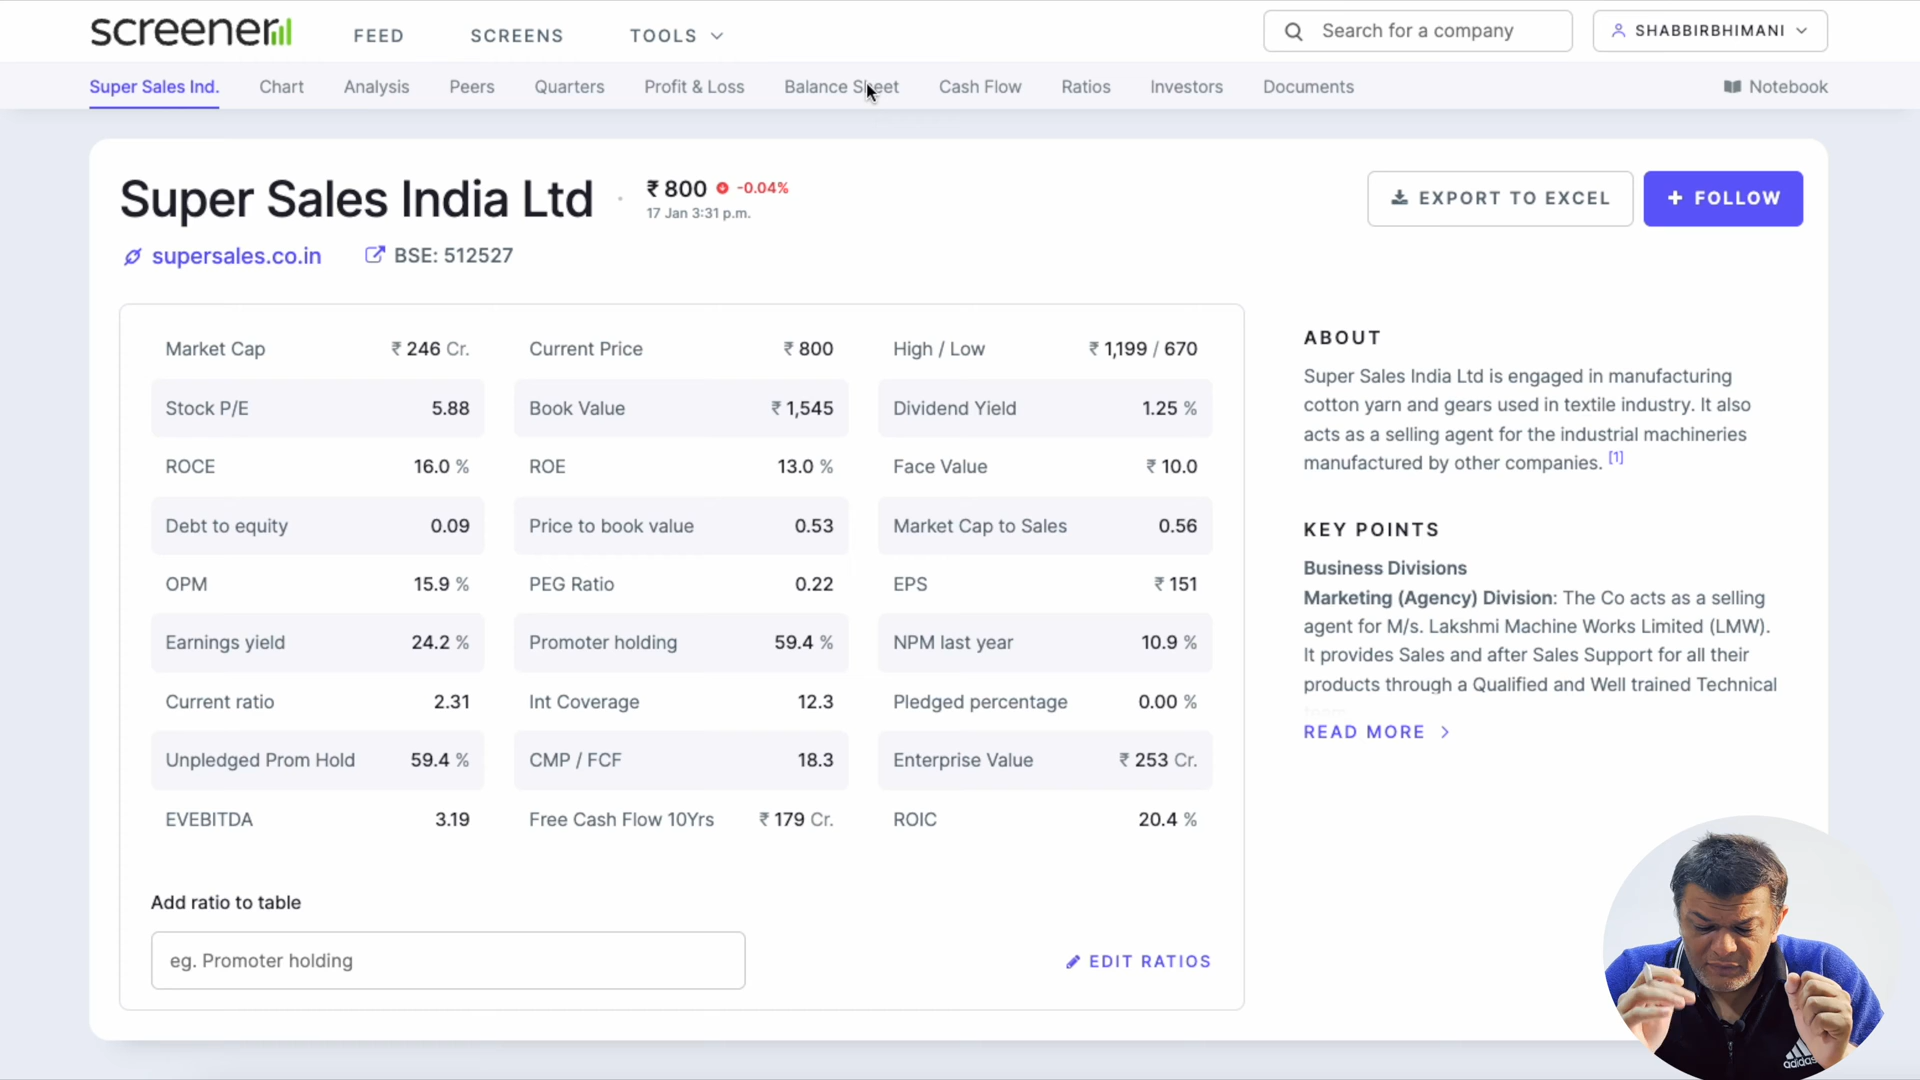 screener
FEED
SCREENS
TOOLS
Search for a company
SHABBIRBHIMANI
Super Sales Ind.
Chart
Analysis
Peers
Quarters
Profit & Loss
Balance Sheet
Cash Flow
Ratios
Investors
Documents
Notebook
Super Sales India Ltd
₹ 800 -0.04%
17 Jan 3:31 p.m.
EXPORT TO EXCEL
+ FOLLOW
supersales.co.in
BSE: 512527
Market Cap ₹ 246 Cr.
Current Price ₹ 800
High / Low ₹ 1,199 / 670
Stock P/E 5.88
Book Value ₹ 1,545
Dividend Yield 1.25 %
ROCE 16.0 %
ROE 13.0 %
Face Value ₹ 10.0
Debt to equity 0.09
Price to book value 0.53
Market Cap to Sales 0.56
OPM 15.9 %
PEG Ratio 0.22
EPS ₹ 151
Earnings yield 24.2 %
Promoter holding 59.4 %
NPM last year 10.9 %
Current ratio 2.31
Int Coverage 12.3
Pledged percentage 0.00 %
Unpledged Prom Hold 59.4 %
CMP / FCF 18.3
Enterprise Value ₹ 253 Cr.
EVEBITDA 3.19
Free Cash Flow 10Yrs ₹ 179 Cr.
ROIC 20.4 %
Add ratio to table
eg. Promoter holding
EDIT RATIOS
ABOUT
Super Sales India Ltd is engaged in manufacturing
cotton yarn and gears used in textile industry. It also
acts as a selling agent for the industrial machineries
manufactured by other companies. [1]
KEY POINTS
Business Divisions
Marketing (Agency) Division: The Co acts as a selling
agent for M/s. Lakshmi Machine Works Limited (LMW).
It provides Sales and after Sales Support for all their
products through a Qualified and Well trained Technical
READ MORE
adidas